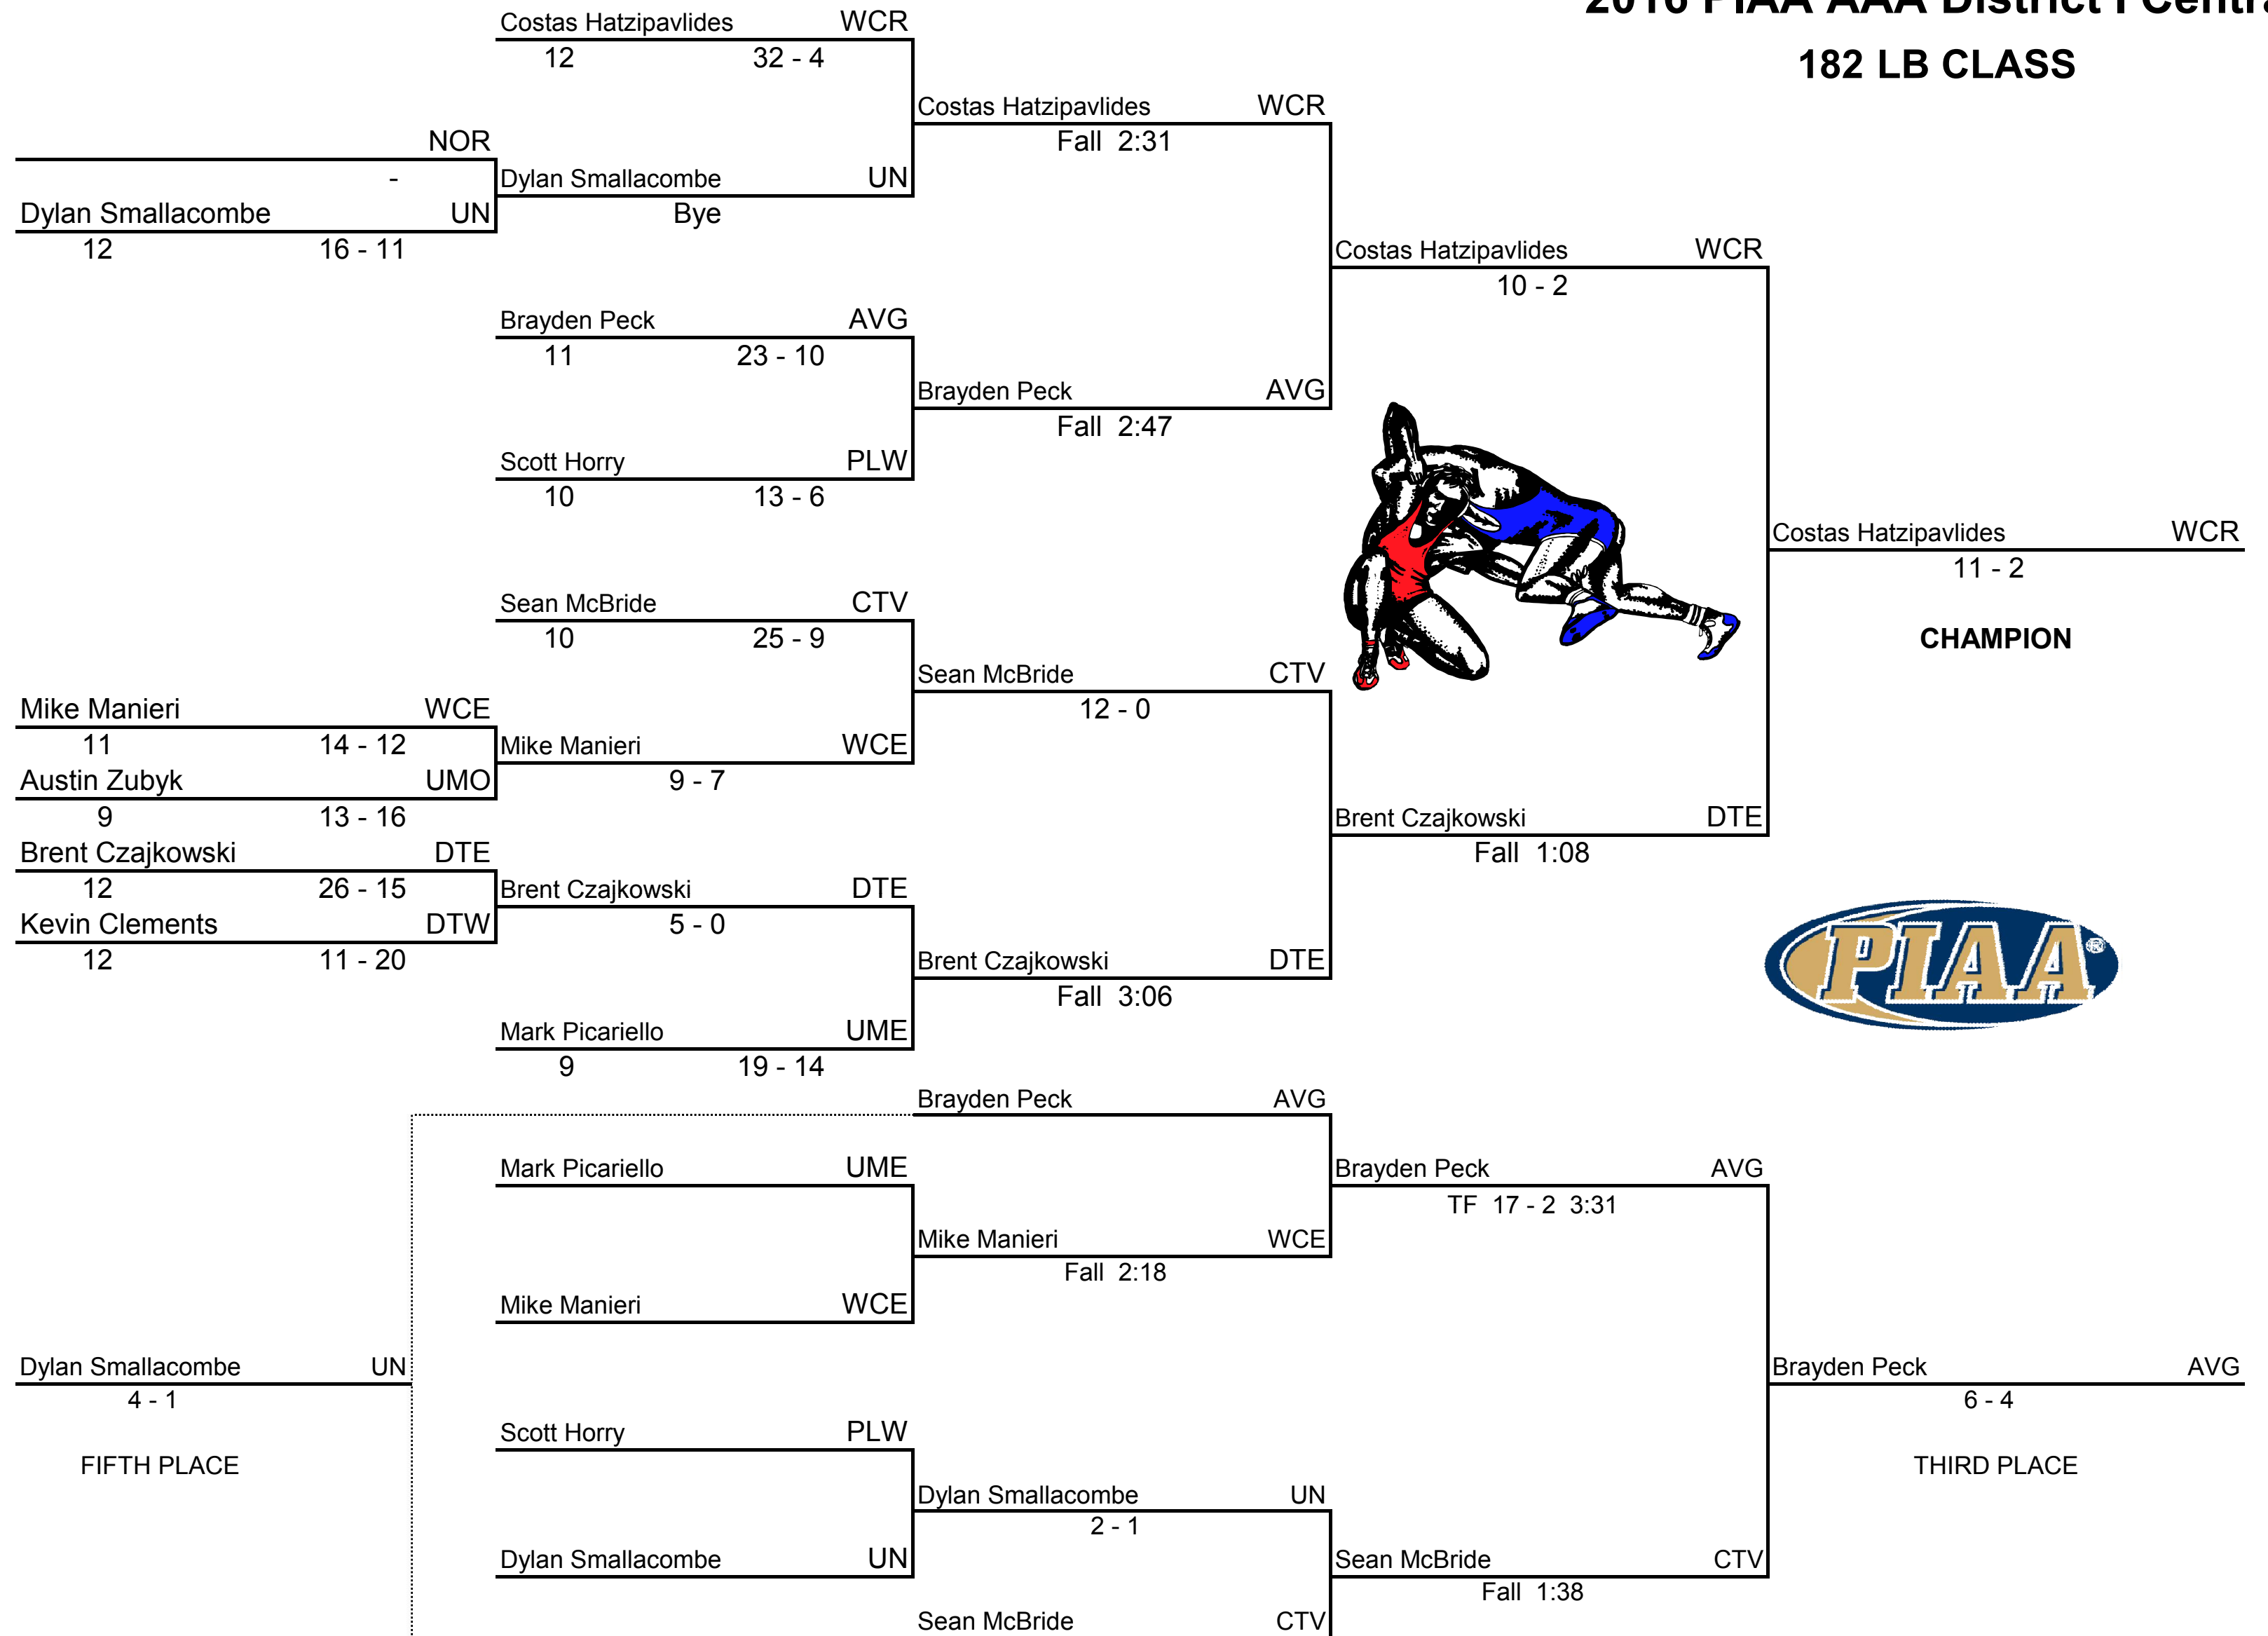 2016 PIAA AAA District I Centra
182 LB CLASS
Costas Hatzipavlides WCR
12 32 - 4
Costas Hatzipavlides WCR
Fall 2:31
NOR
-
Dylan Smallacombe UN
Bye
Dylan Smallacombe UN
12 16 - 11
Costas Hatzipavlides WCR
10 - 2
Brayden Peck AVG
11 23 - 10
Brayden Peck AVG
Fall 2:47
Scott Horry PLW
10 13 - 6
Costas Hatzipavlides WCR
11 - 2
CHAMPION
Sean McBride CTV
10 25 - 9
Sean McBride CTV
12 - 0
Mike Manieri WCE
11 14 - 12
Mike Manieri WCE
9 - 7
Austin Zubyk UMO
9 13 - 16
Brent Czajkowski DTE
Fall 1:08
Brent Czajkowski DTE
12 26 - 15
Brent Czajkowski DTE
5 - 0
Kevin Clements DTW
12 11 - 20
Brent Czajkowski DTE
Fall 3:06
PIAA®
Mark Picariello UME
9 19 - 14
Brayden Peck AVG
Mark Picariello UME
Brayden Peck AVG
TF 17 - 2 3:31
Mike Manieri WCE
Fall 2:18
Mike Manieri WCE
Dylan Smallacombe UN
4 - 1
FIFTH PLACE
Brayden Peck AVG
6 - 4
THIRD PLACE
Scott Horry PLW
Dylan Smallacombe UN
2 - 1
Dylan Smallacombe UN
Sean McBride CTV
Fall 1:38
Sean McBride CTV